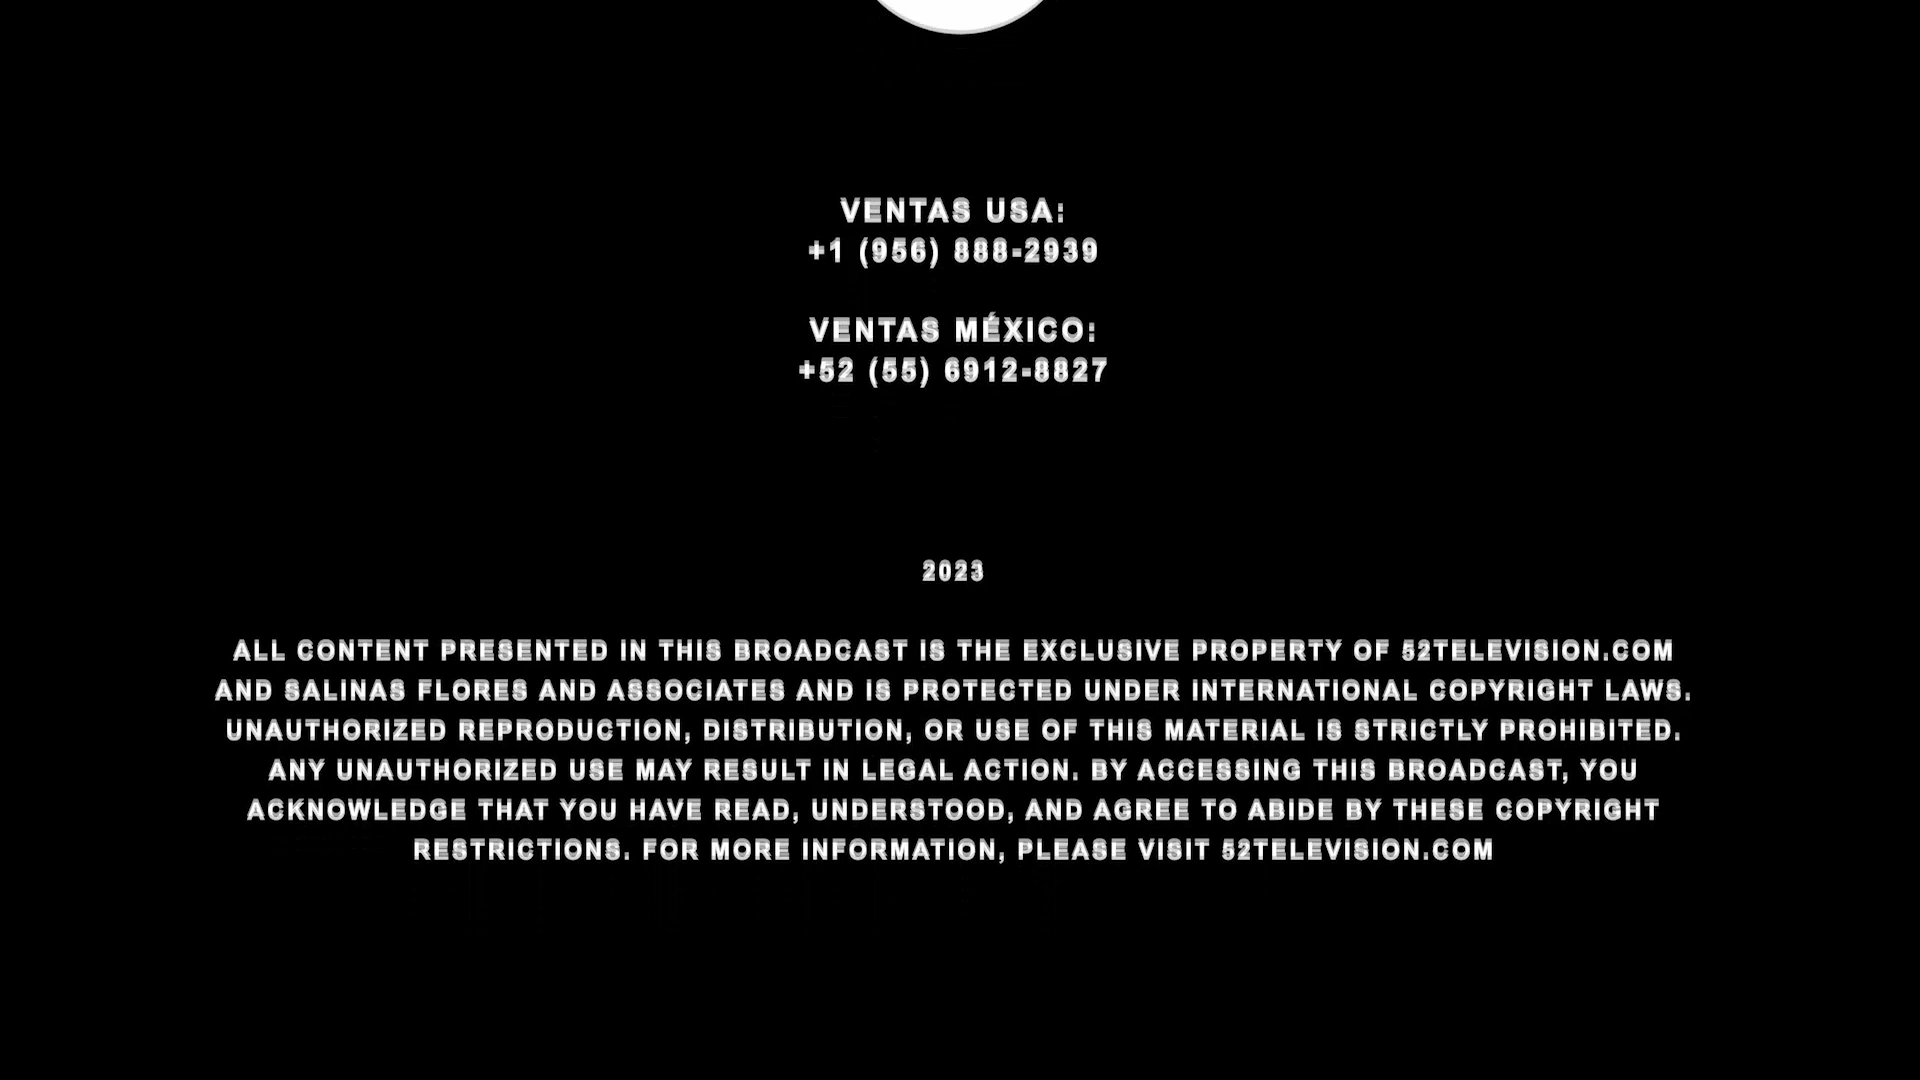 VENTAS USA:
+1 (956) 888-2939
VENTAS MÉXICO:
+52 (55) 6912-8827
2023
ALL CONTENT PRESENTED IN THIS BROADCAST IS THE EXCLUSIVE PROPERTY OF 52TELEVISION.COM
AND SALINAS FLORES AND ASSOCIATES AND IS PROTECTED UNDER INTERNATIONAL COPYRIGHT LAWS.
UNAUTHORIZED REPRODUCTION, DISTRIBUTION, OR USE OF THIS MATERIAL IS STRICTLY PROHIBITED.
ANY UNAUTHORIZED USE MAY RESULT IN LEGAL ACTION. BY ACCESSING THIS BROADCAST, YOU
ACKNOWLEDGE THAT YOU HAVE READ, UNDERSTOOD, AND AGREE TO ABIDE BY THESE COPYRIGHT
RESTRICTIONS. FOR MORE INFORMATION, PLEASE VISIT 52TELEVISION.COM